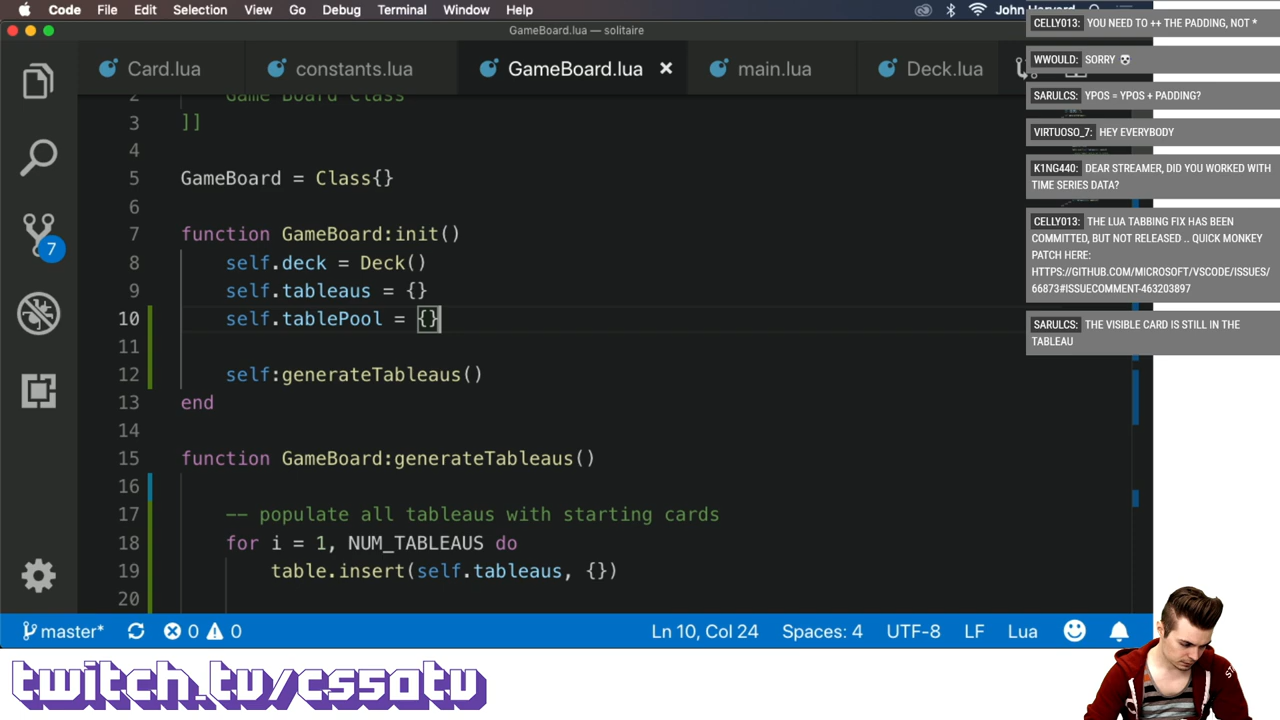 Code File Edit Selection View Go Debug Terminal Window Help John Harvard
GameBoard.lua — solitaire
Card.lua constants.lua GameBoard.lua × main.lua Deck.lua
2 Game Board Class
3 ]]
4
5 GameBoard = Class{}
6
7 function GameBoard:init()
8 self.deck = Deck()
9 self.tableaus = {}
10 self.tablePool = {}
11
12 self:generateTableaus()
13 end
14
15 function GameBoard:generateTableaus()
16
17 -- populate all tableaus with starting cards
18 for i = 1, NUM_TABLEAUS do
19 table.insert(self.tableaus, {})
20
7
master* 0 0 Ln 10, Col 24 Spaces: 4 UTF-8 LF Lua
CELLY013: YOU NEED TO ++ THE PADDING, NOT *
WWOULD: SORRY
SARULCS: YPOS = YPOS + PADDING?
VIRTUOSO_7: HEY EVERYBODY
K1NG440: DEAR STREAMER, DID YOU WORKED WITH
TIME SERIES DATA?
CELLY013: THE LUA TABBING FIX HAS BEEN
COMMITTED, BUT NOT RELEASED .. QUICK MONKEY
PATCH HERE:
HTTPS://GITHUB.COM/MICROSOFT/VSCODE/ISSUES/
66873#ISSUECOMMENT-463203897
SARULCS: THE VISIBLE CARD IS STILL IN THE
TABLEAU
twitch.tv/cs50tv